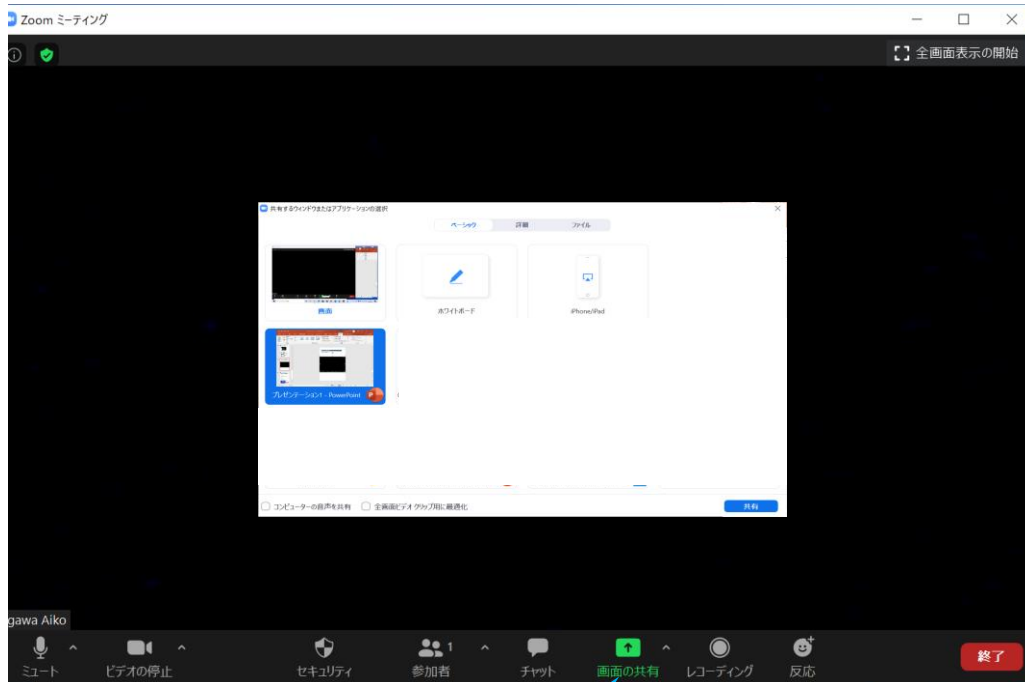 Zoom ミーティング
全画面表示の開始
共有するウィンドウまたはアプリケーションの選択
ベーシック 詳細 ファイル
画面 ホワイトボード iPhone/iPad
プレゼンテーション1 - PowerPoint
コンピューターの音声を共有 全画面ビデオ クリップ用に最適化 共有
gawa Aiko
1
ミュート ビデオの停止 セキュリティ 参加者 チャット 画面の共有 レコーディング 反応 終了